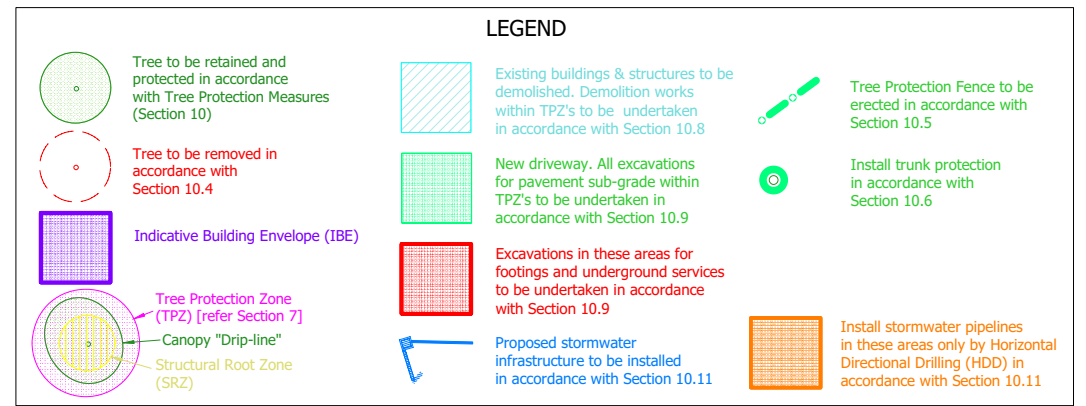 LEGEND
Tree to be retained and
protected in accordance
with Tree Protection Measures
(Section 10)
Tree to be removed in
accordance with
Section 10.4
Indicative Building Envelope (IBE)
Tree Protection Zone
(TPZ) [refer Section 7]
Canopy "Drip-line"
Structural Root Zone
(SRZ)
Existing buildings & structures to be
demolished. Demolition works
within TPZ's to be undertaken
in accordance with Section 10.8
New driveway. All excavations
for pavement sub-grade within
TPZ's to be undertaken in
accordance with Section 10.9
Excavations in these areas for
footings and underground services
to be undertaken in accordance
with Section 10.9
Proposed stormwater
infrastructure to be installed
in accordance with Section 10.11
Tree Protection Fence to be
erected in accordance with
Section 10.5
Install trunk protection
in accordance with
Section 10.6
Install stormwater pipelines
in these areas only by Horizontal
Directional Drilling (HDD) in
accordance with Section 10.11